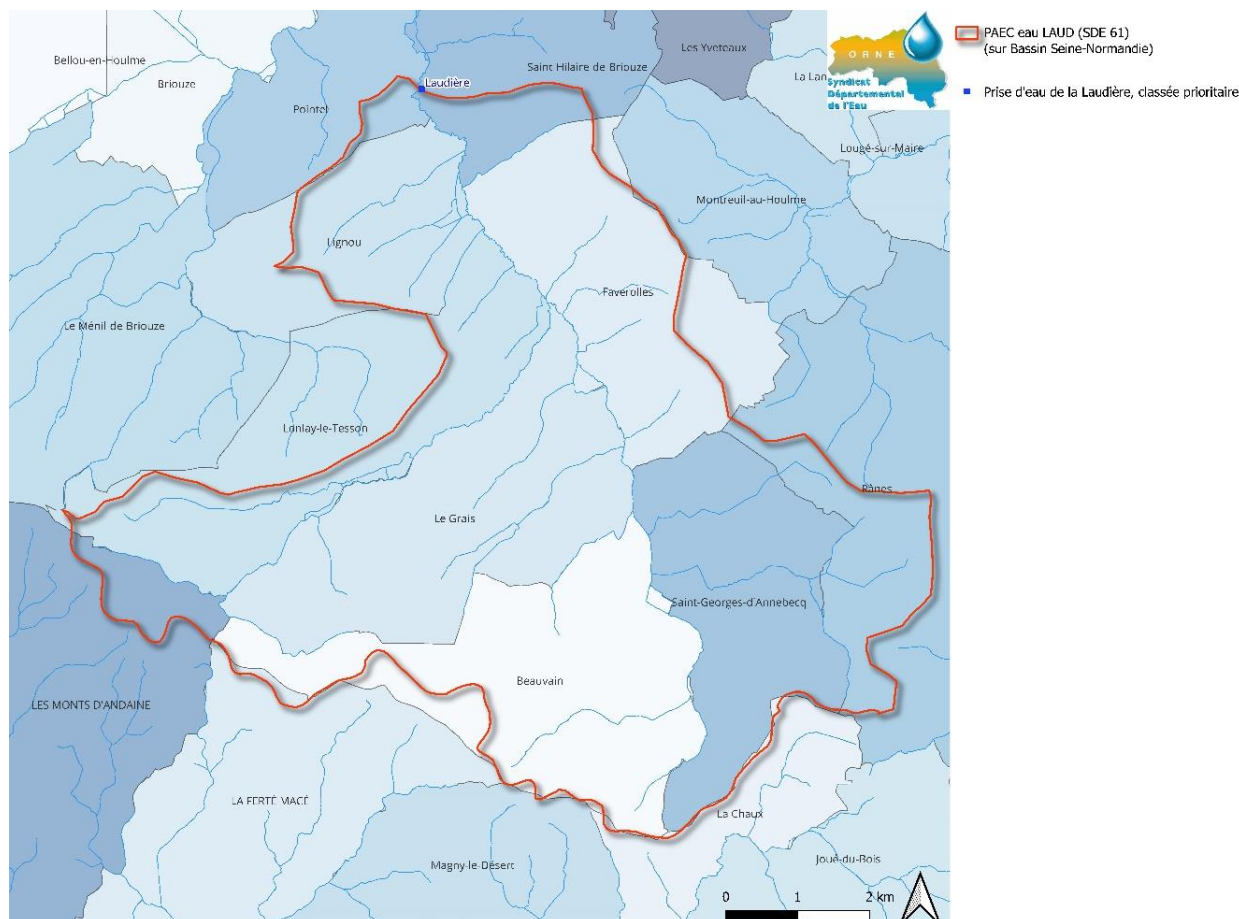 Bellou-en-Houlme
Briouze
Pointel
Laudière
Saint Hilaire de Briouze
Les Yveteaux
La Lan
ORNE
Syndicat
Départemental
de l'Eau
PAEC eau LAUD (SDE 61)
(sur Bassin Seine-Normandie)
Prise d'eau de la Laudière, classée prioritaire
Lougé-sur-Maire
Montreuil-au-Houlme
Lignou
Faverolles
Le Ménil de Briouze
Lonlay-le-Tesson
Rânes
Le Grais
Saint-Georges-d'Annebecq
Beauvain
LES MONTS D'ANDAINE
LA FERTÉ MACÉ
La Chaux
Magny-le-Désert
Joué-du-Bois
0 1 2 km